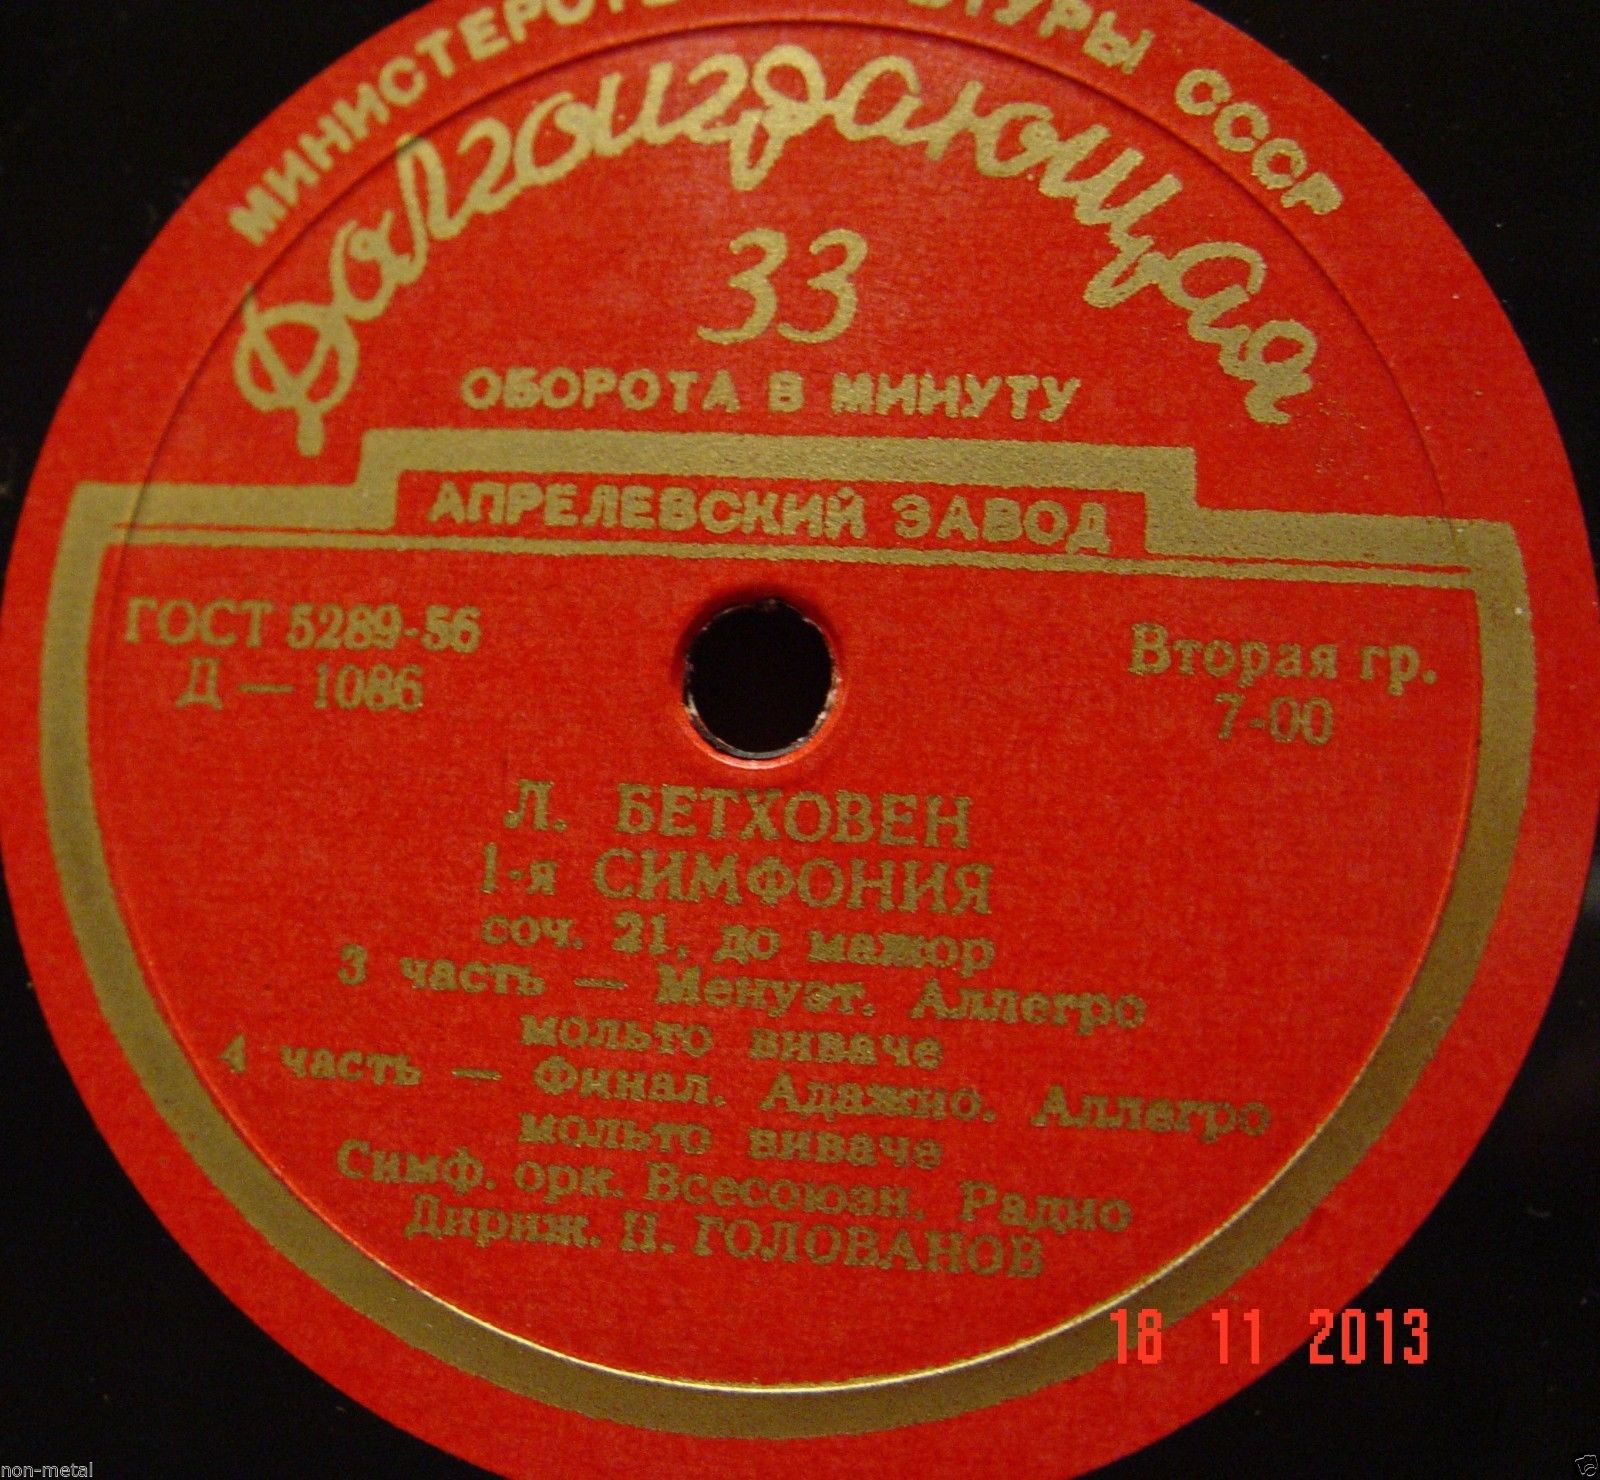 МИНИСТЕРСТВО КУЛЬТУРЫ СССР
Долгоиграющая
33
ОБОРОТА В МИНУТУ
АПРЕЛЕВСКИЙ ЗАВОД
ГОСТ 5289-56
Д — 1086
Вторая гр.
7-00
Л. БЕТХОВЕН
1-я СИМФОНИЯ
соч. 21, до мажор
3 часть — Менуэт. Аллегро
мольто виваче
4 часть — Финал. Адажио. Аллегро
мольто виваче
Симф. орк. Всесоюзн. Радио
Дириж. Н. ГОЛОВАНОВ
18 11 2013
non-metal